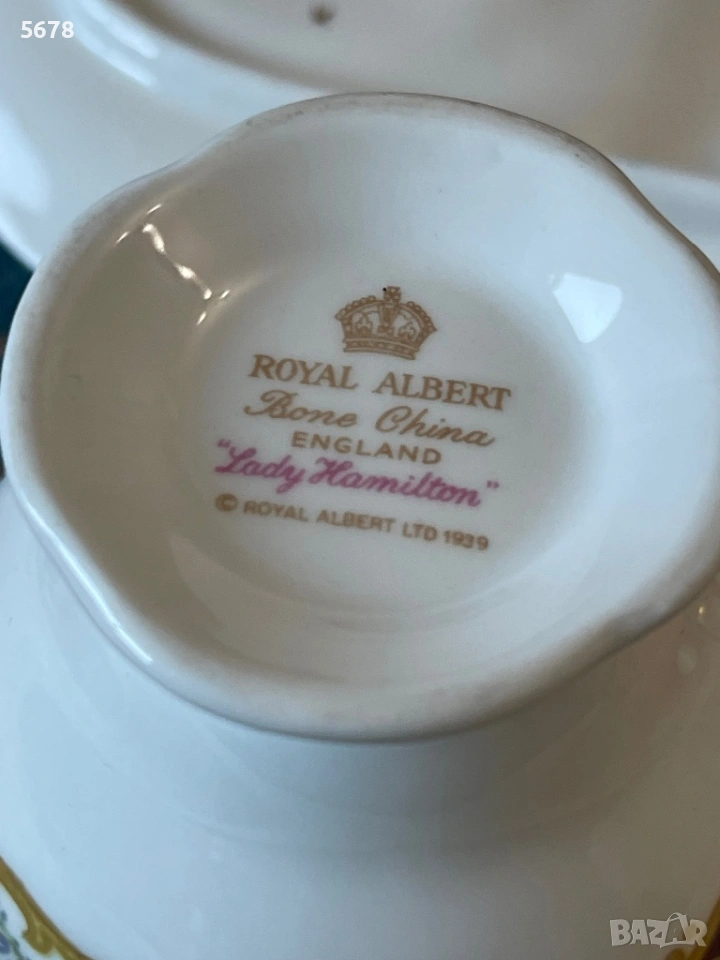 5678
ROYAL ALBERT
Bone China
ENGLAND
"Lady Hamilton"
© ROYAL ALBERT LTD 1939
BAZAR